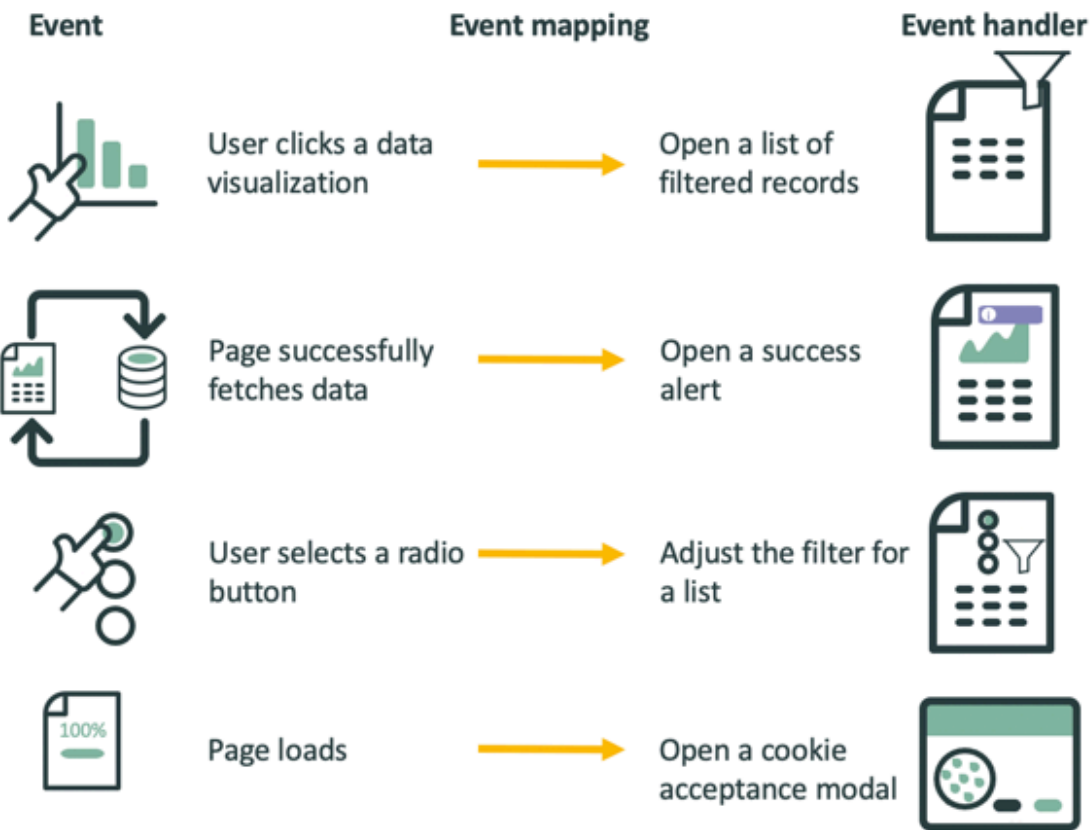 Event
Event mapping
Event handler
User clicks a data
visualization
Open a list of
filtered records
Page successfully
fetches data
Open a success
alert
i
User selects a radio
button
Adjust the filter for
a list
100%
Page loads
Open a cookie
acceptance modal